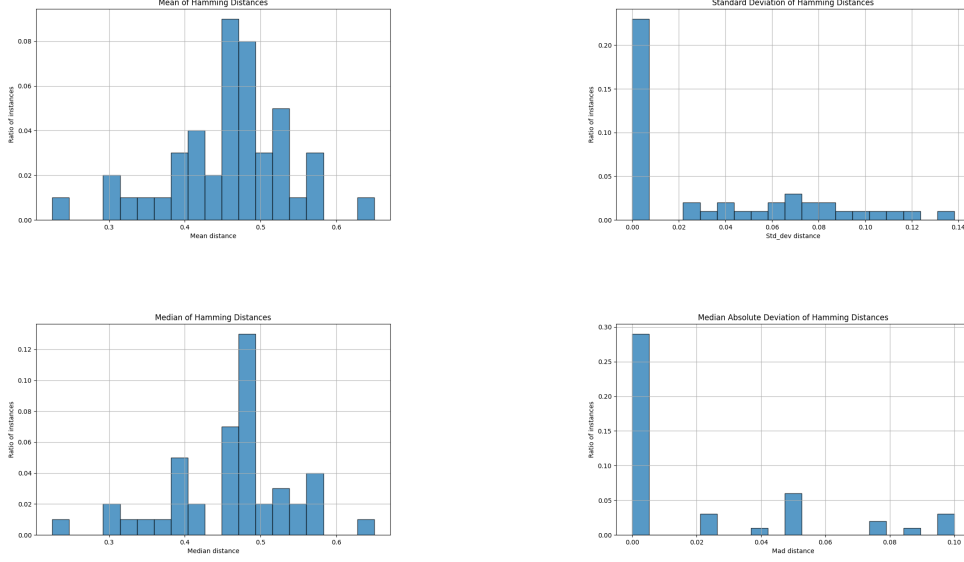 Mean of Hamming Distances
0.08
0.06
0.04
0.02
0.00
Ratio of instances
0.3 0.4 0.5 0.6
Mean distance
Standard Deviation of Hamming Distances
0.20
0.15
0.10
0.05
0.00
Ratio of instances
0.00 0.02 0.04 0.06 0.08 0.10 0.12 0.14
Std_dev distance
Median of Hamming Distances
0.12
0.10
0.08
0.06
0.04
0.02
0.00
Ratio of instances
0.3 0.4 0.5 0.6
Median distance
Median Absolute Deviation of Hamming Distances
0.30
0.25
0.20
0.15
0.10
0.05
0.00
Ratio of instances
0.00 0.02 0.04 0.06 0.08 0.10
Mad distance